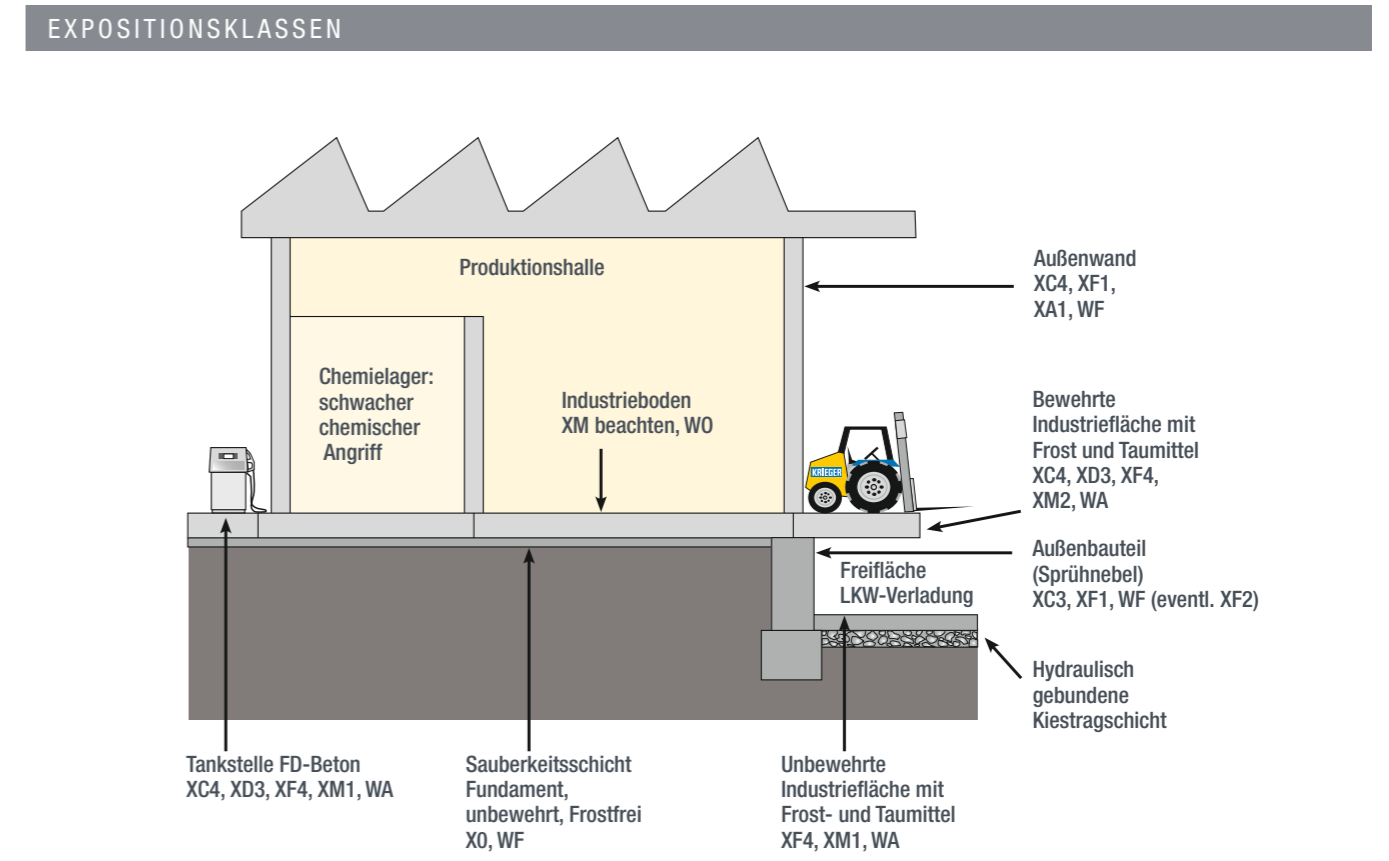 EXPOSITIONSKLASSEN
Produktionshalle
Außenwand
XC4, XF1,
XA1, WF
Chemielager:
schwacher
chemischer
Angriff
Industrieboden
XM beachten, WO
Bewehrte
Industriefläche mit
Frost und Taumittel
XC4, XD3, XF4,
XM2, WA
KRIEGER
Außenbauteil
(Sprühnebel)
XC3, XF1, WF (eventl. XF2)
Freifläche
LKW-Verladung
Hydraulisch
gebundene
Kiestragschicht
Tankstelle FD-Beton
XC4, XD3, XF4, XM1, WA
Sauberkeitsschicht
Fundament,
unbewehrt, Frostfrei
X0, WF
Unbewehrte
Industriefläche mit
Frost- und Taumittel
XF4, XM1, WA